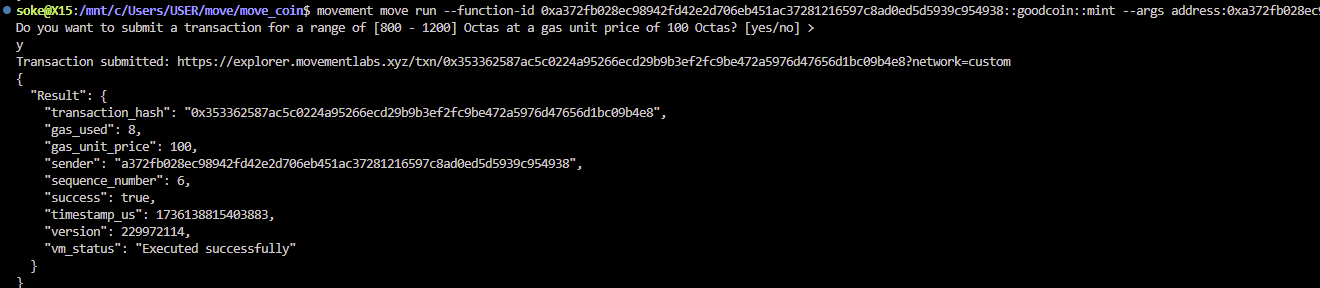 soke@X15:/mnt/c/Users/USER/move/move_coin$ movement move run --function-id 0xa372fb028ec98942fd42e2d706eb451ac37281216597c8ad0ed5d5939c954938::goodcoin::mint --args address:0xa372fb028ec9
Do you want to submit a transaction for a range of [800 - 1200] Octas at a gas unit price of 100 Octas? [yes/no] >
y
Transaction submitted: https://explorer.movementlabs.xyz/txn/0x353362587ac5c0224a95266ecd29b9b3ef2fc9be472a5976d47656d1bc09b4e8?network=custom
{
  "Result": {
    "transaction_hash": "0x353362587ac5c0224a95266ecd29b9b3ef2fc9be472a5976d47656d1bc09b4e8",
    "gas_used": 8,
    "gas_unit_price": 100,
    "sender": "a372fb028ec98942fd42e2d706eb451ac37281216597c8ad0ed5d5939c954938",
    "sequence_number": 6,
    "success": true,
    "timestamp_us": 1736138815403883,
    "version": 229972114,
    "vm_status": "Executed successfully"
  }
}